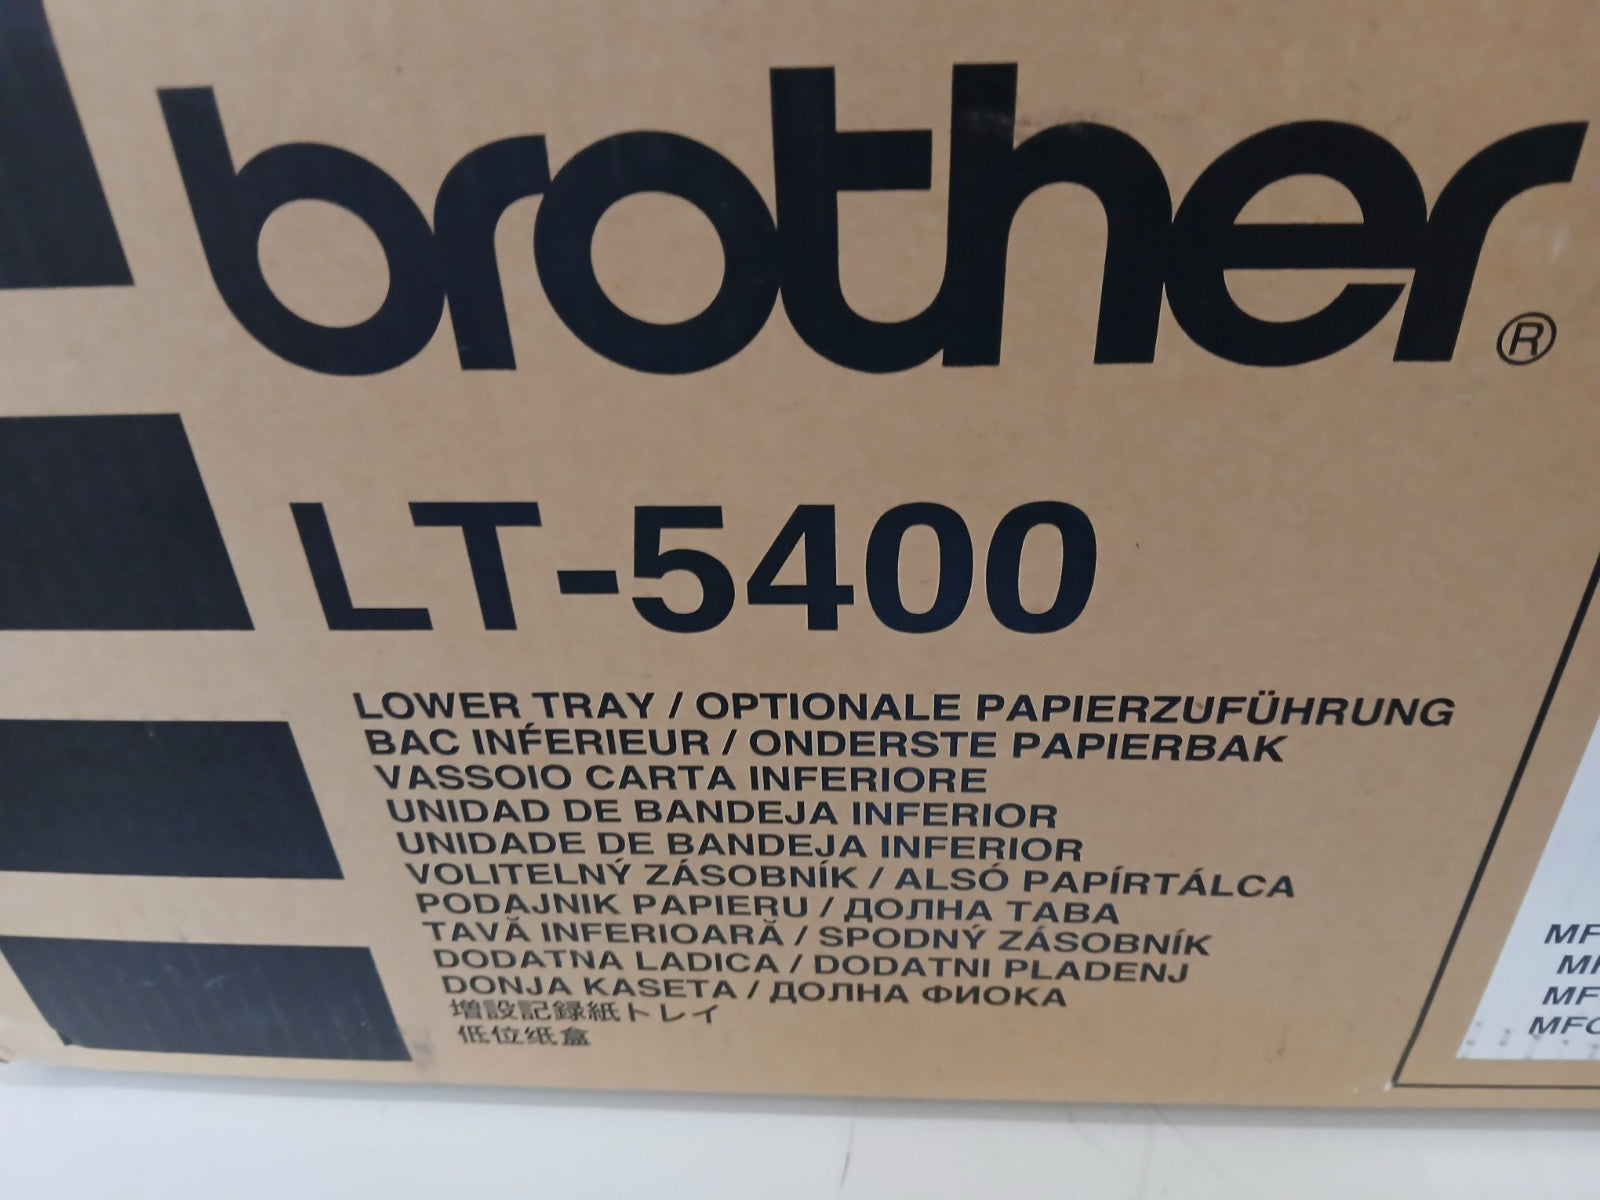 brother®
LT-5400
LOWER TRAY / OPTIONALE PAPIERZUFÜHRUNG
BAC INFÉRIEUR / ONDERSTE PAPIERBAK
VASSOIO CARTA INFERIORE
UNIDAD DE BANDEJA INFERIOR
UNIDADE DE BANDEJA INFERIOR
VOLITELNÝ ZÁSOBNÍK / ALSÓ PAPÍRTÁLCA
PODAJNIK PAPIERU / ДОЛНА ТАВА
TAVĂ INFERIOARĂ / SPODNÝ ZÁSOBNÍK
DODATNA LADICA / DODATNI PLADENJ
DONJA KASETA / ДОЛНА ФИОКА
増設記録紙トレイ
低位纸盒